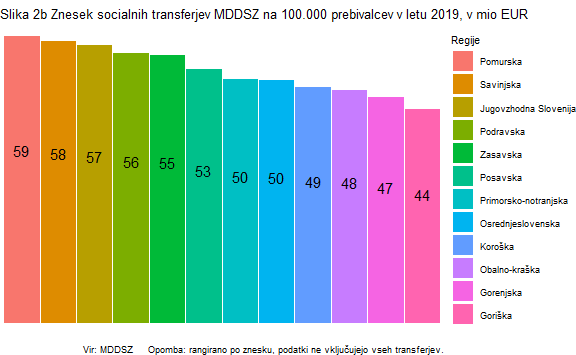 Slika 2b Znesek socialnih transferjev MDDSZ na 100.000 prebivalcev v letu 2019, v mio EUR
Regije
Pomurska
Savinjska
Jugovzhodna Slovenija
Podravska
Zasavska
Posavska
Primorsko-notranjska
Osrednjeslovenska
Koroška
Obalno-kraška
Gorenjska
Goriška
59 58 57 56 55 53 50 50 49 48 47 44
Vir: MDDSZ Opomba: rangirano po znesku, podatki ne vključujejo vseh transferjev.